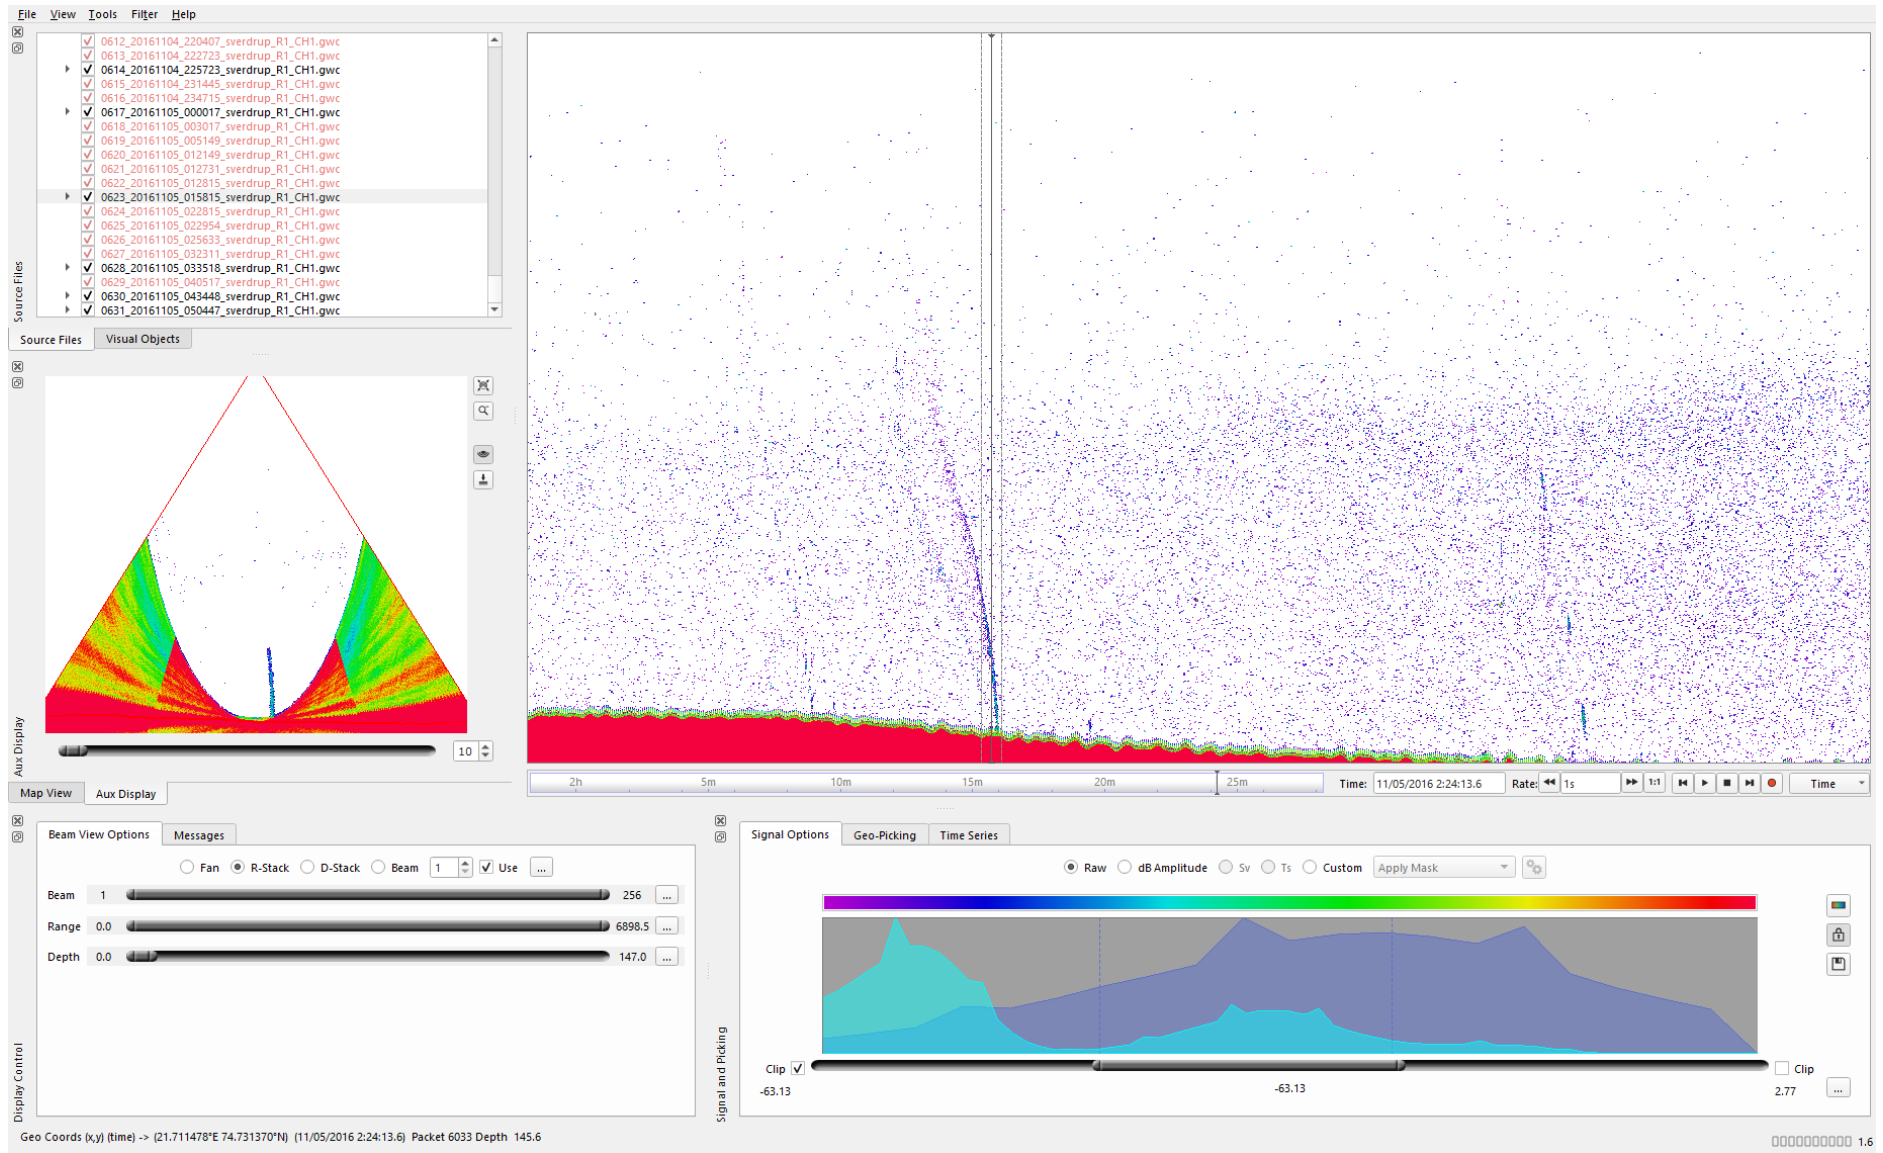 File View Tools Filter Help
0612_20161104_220407_sverdrup_R1_CH1.gwc
0613_20161104_222723_sverdrup_R1_CH1.gwc
0614_20161104_225723_sverdrup_R1_CH1.gwc
0615_20161104_231445_sverdrup_R1_CH1.gwc
0616_20161104_234715_sverdrup_R1_CH1.gwc
0617_20161105_000017_sverdrup_R1_CH1.gwc
0618_20161105_003017_sverdrup_R1_CH1.gwc
0619_20161105_005149_sverdrup_R1_CH1.gwc
0620_20161105_012149_sverdrup_R1_CH1.gwc
0621_20161105_012731_sverdrup_R1_CH1.gwc
0622_20161105_012815_sverdrup_R1_CH1.gwc
0623_20161105_015815_sverdrup_R1_CH1.gwc
0624_20161105_022815_sverdrup_R1_CH1.gwc
0625_20161105_022954_sverdrup_R1_CH1.gwc
0626_20161105_025633_sverdrup_R1_CH1.gwc
0627_20161105_032311_sverdrup_R1_CH1.gwc
0628_20161105_033518_sverdrup_R1_CH1.gwc
0629_20161105_040517_sverdrup_R1_CH1.gwc
0630_20161105_043448_sverdrup_R1_CH1.gwc
0631_20161105_050447_sverdrup_R1_CH1.gwc
Source Files
Source Files Visual Objects
10
Aux Display
Map View Aux Display
2h 5m 10m 15m 20m 25m
Time: 11/05/2016 2:24:13.6 Rate: 1s 1:1 Time
Beam View Options Messages
Fan R-Stack D-Stack Beam 1 Use ...
Beam 1 256 ...
Range 0.0 6898.5 ...
Depth 0.0 147.0 ...
Display Control
Signal Options Geo-Picking Time Series
Raw dB Amplitude Sv Ts Custom Apply Mask
Clip Clip
-63.13 -63.13 2.77 ...
Signal and Picking
Geo Coords (x,y) (time) -> (21.711478°E 74.731370°N) (11/05/2016 2:24:13.6) Packet 6033 Depth 145.6
1.6